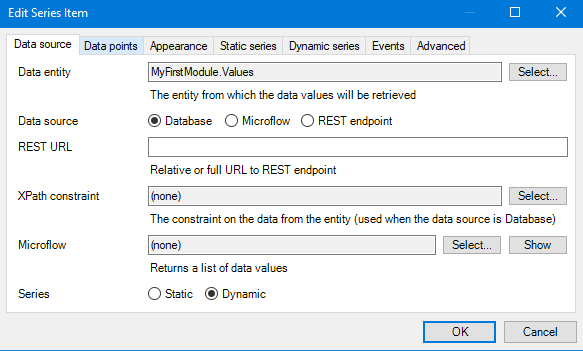 Edit Series Item
Data source Data points Appearance Static series Dynamic series Events Advanced
Data entity MyFirstModule.Values Select...
The entity from which the data values will be retrieved
Data source Database Microflow REST endpoint
REST URL
Relative or full URL to REST endpoint
XPath constraint (none) Select...
The constraint on the data from the entity (used when the data source is Database)
Microflow (none) Select... Show
Returns a list of data values
Series Static Dynamic
OK Cancel